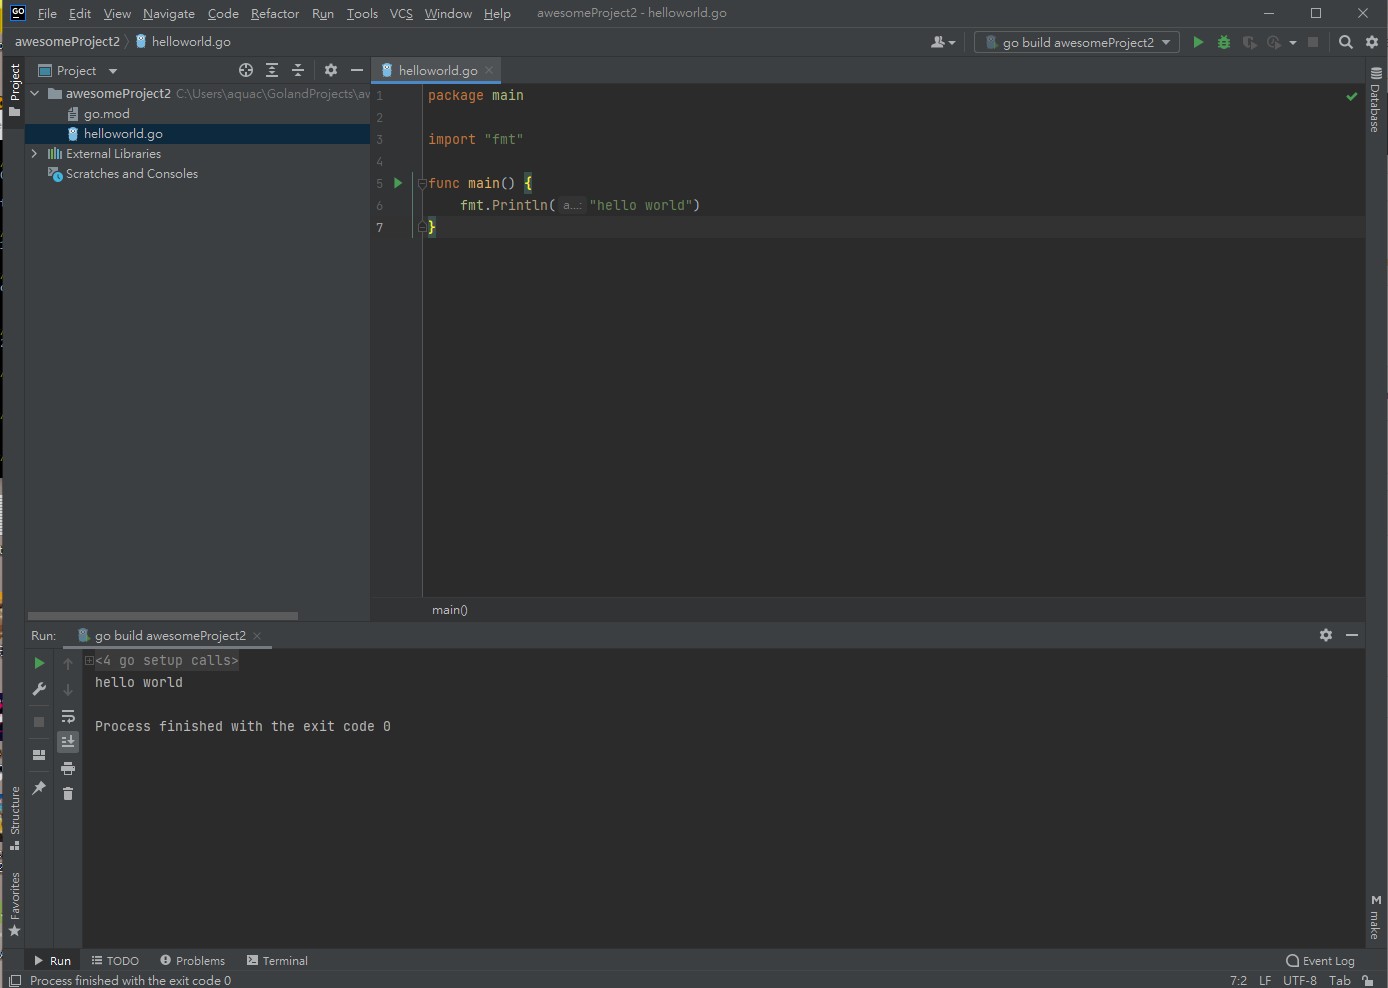 GO File Edit View Navigate Code Refactor Run Tools VCS Window Help awesomeProject2 - helloworld.go
awesomeProject2 helloworld.go go build awesomeProject2
Project
Project
awesomeProject2 C:\Users\aquac\GolandProjects\aw
go.mod
helloworld.go
External Libraries
Scratches and Consoles
helloworld.go
1 package main
2
3 import "fmt"
4
5 func main() {
6 fmt.Println( a...: "hello world")
7 }
main()
Database
Run: go build awesomeProject2
<4 go setup calls>
hello world
Process finished with the exit code 0
Structure
Favorites
M make
Run TODO Problems Terminal Event Log
Process finished with the exit code 0 7:2 LF UTF-8 Tab